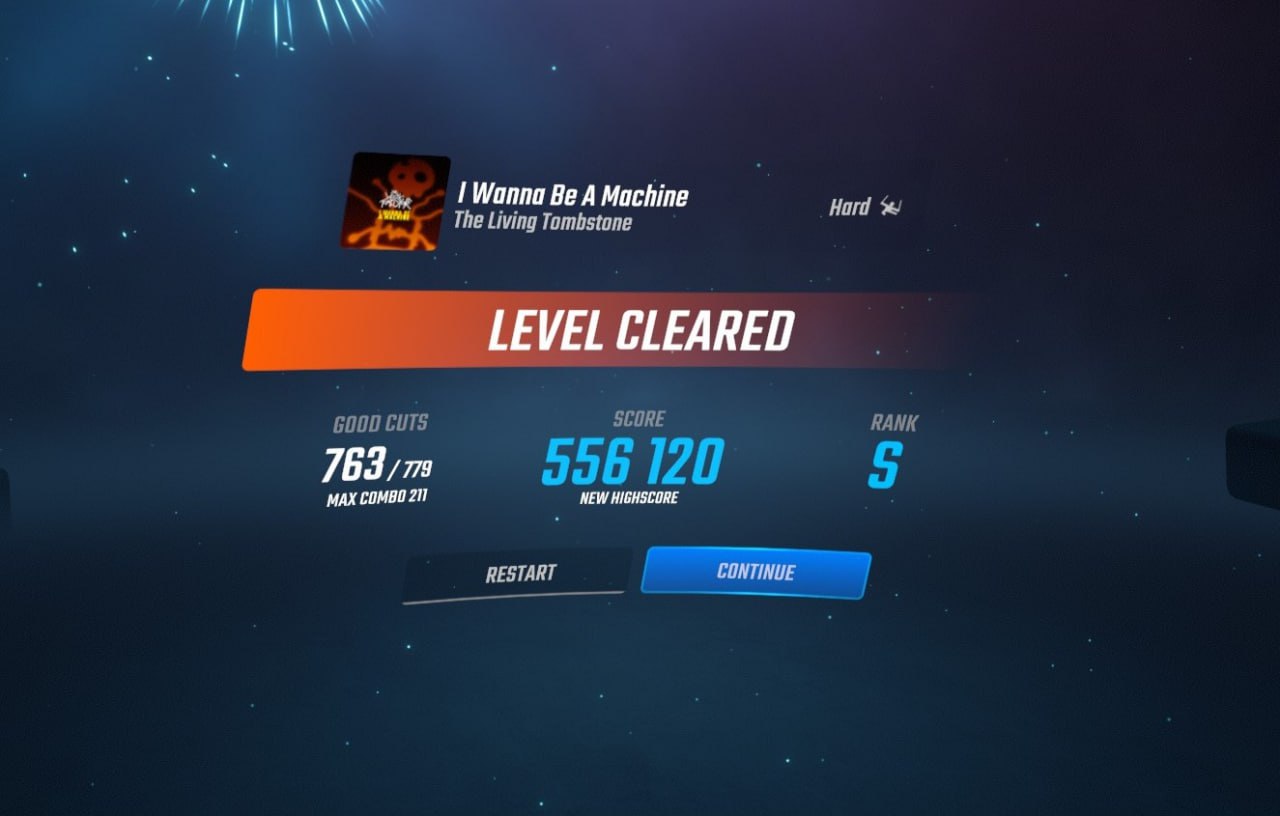 I Wanna Be A Machine
The Living Tombstone
Hard
LEVEL CLEARED
GOOD CUTS
763 / 779
MAX COMBO 211
SCORE
556 120
NEW HIGHSCORE
RANK
S
RESTART
CONTINUE